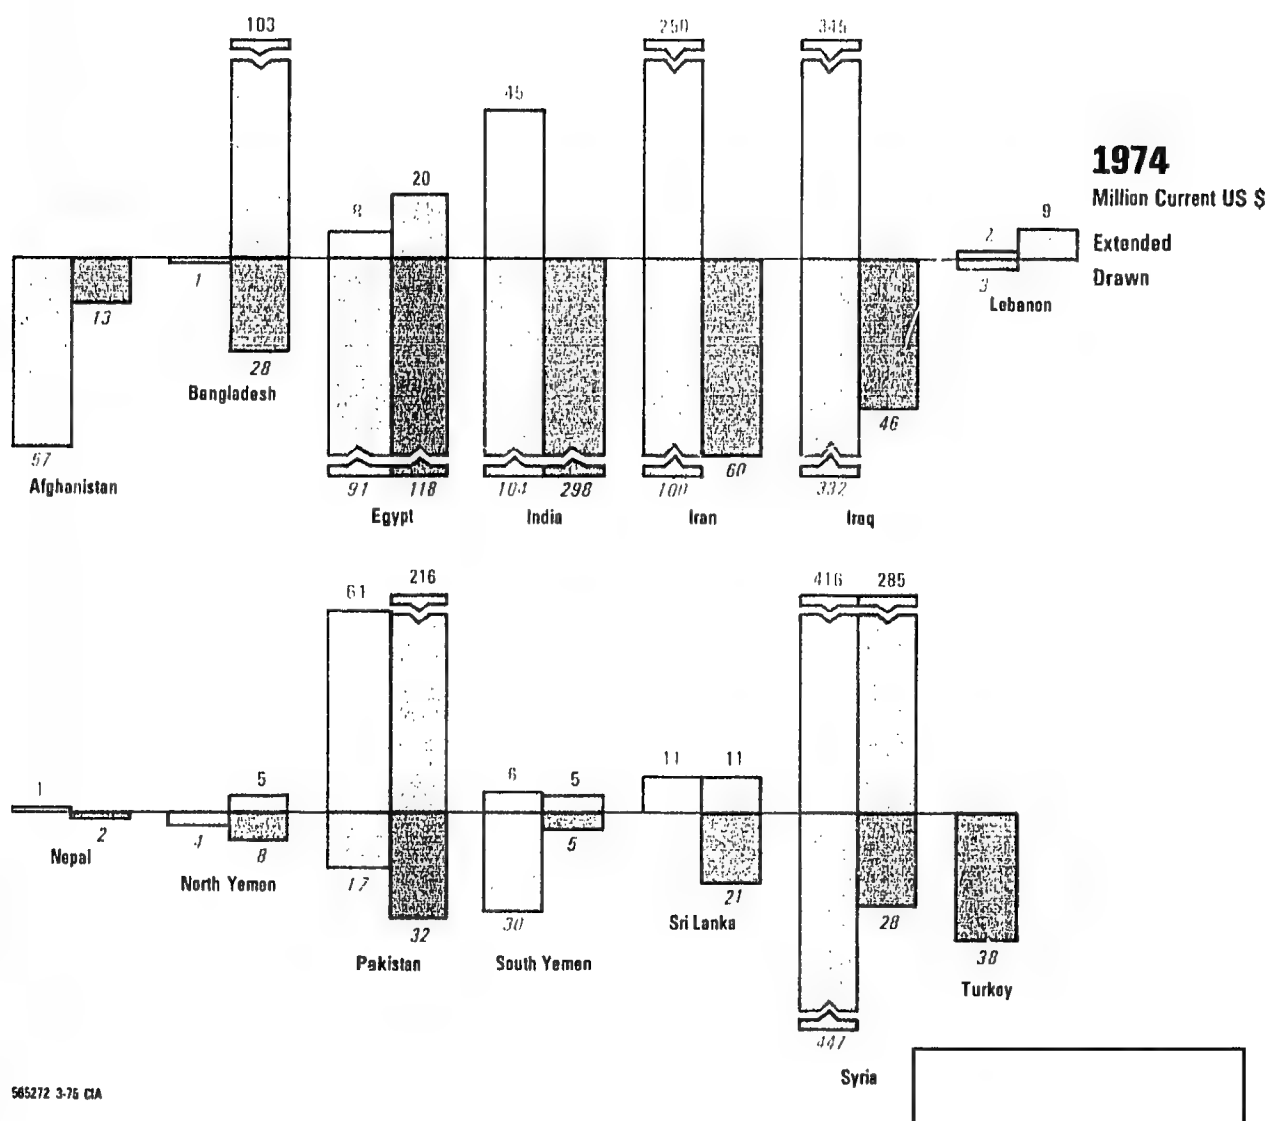 103
250
345
45
1974
Million Current US $
20
8
9
2
Extended
Drawn
1
3
Lebanon
13
28
Bangladesh
46
57
60
Afghanistan
91
118
104
298
100
332
Egypt
India
Iran
Iraq
61
216
416
285
1
5
6
5
11
11
2
4
8
5
Nepal
North Yemen
17
30
21
Sri Lanka
32
28
38
Pakistan
South Yemen
Turkey
447
Syria
565272 3-75 CIA